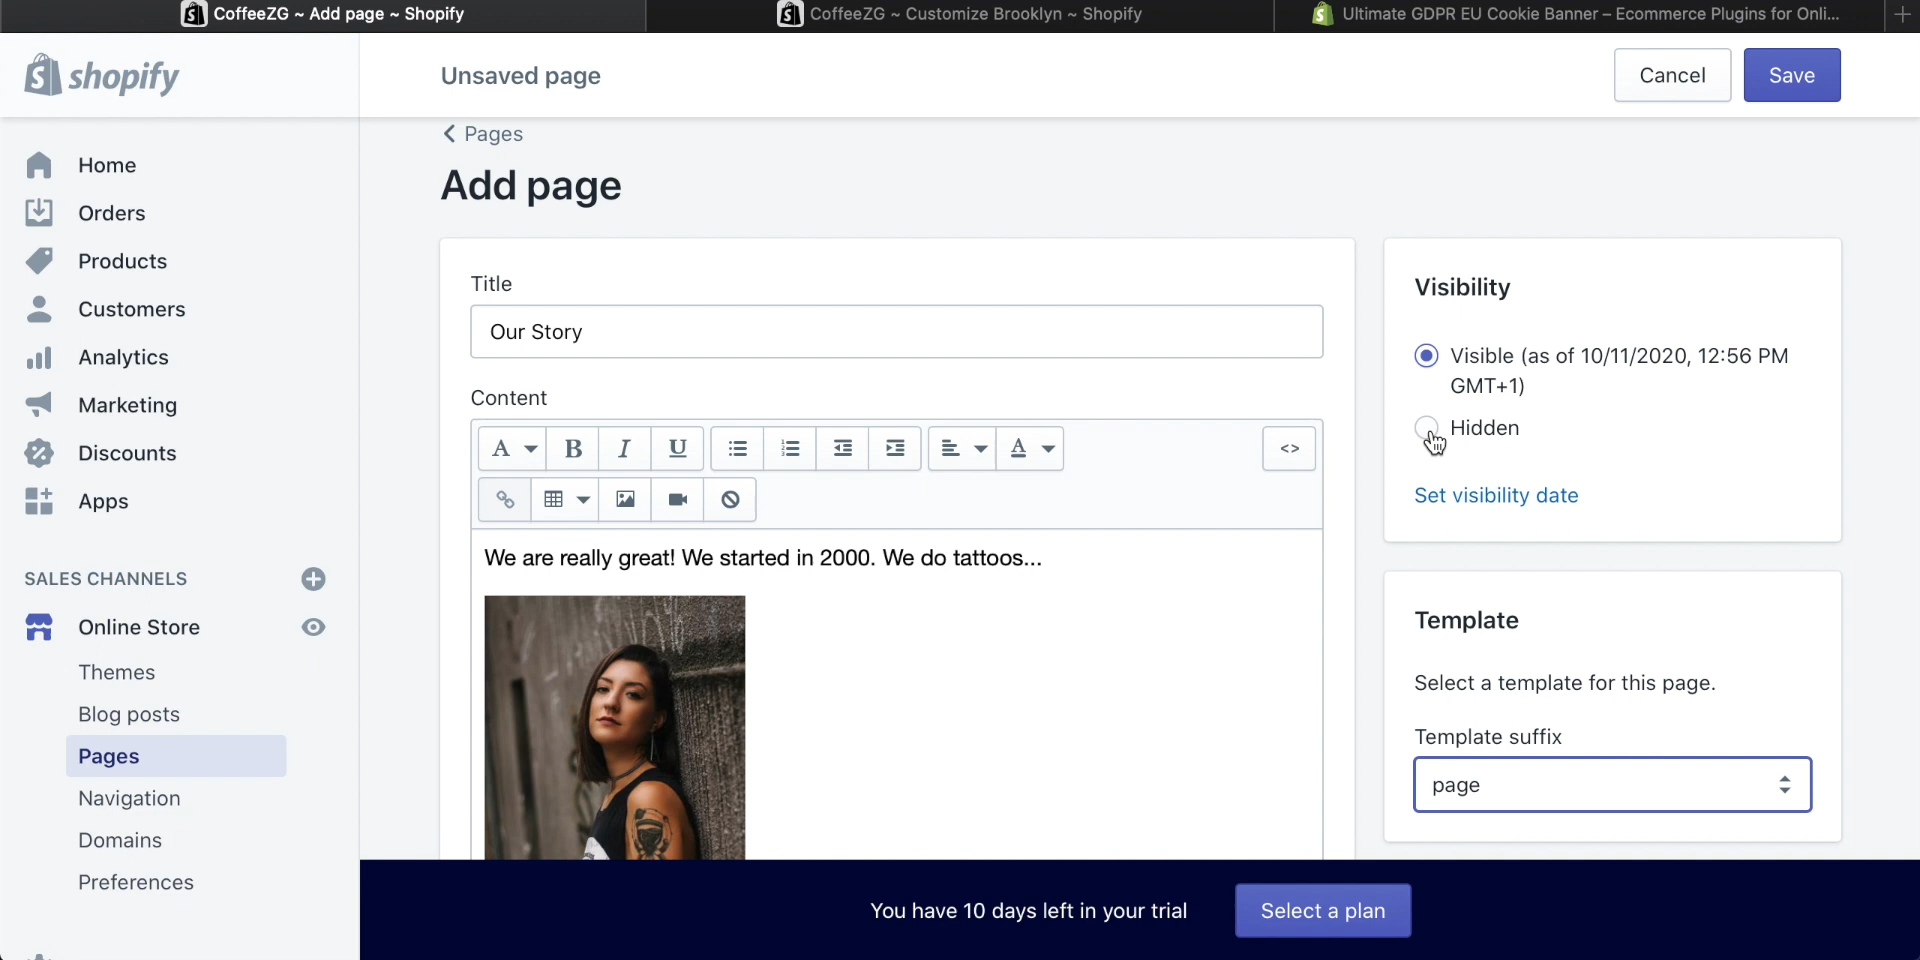 CoffeeZG ~ Add page ~ Shopify
CoffeeZG ~ Customize Brooklyn ~ Shopify
Ultimate GDPR EU Cookie Banner – Ecommerce Plugins for Onli...
shopify
Unsaved page
Cancel
Save
Home
Orders
Products
Customers
Analytics
Marketing
Discounts
Apps
SALES CHANNELS
Online Store
Themes
Blog posts
Pages
Navigation
Domains
Preferences
Pages
Add page
Title
Our Story
Content
A B I U A <>
We are really great! We started in 2000. We do tattoos...
Visibility
Visible (as of 10/11/2020, 12:56 PM
GMT+1)
Hidden
Set visibility date
Template
Select a template for this page.
Template suffix
page
You have 10 days left in your trial
Select a plan